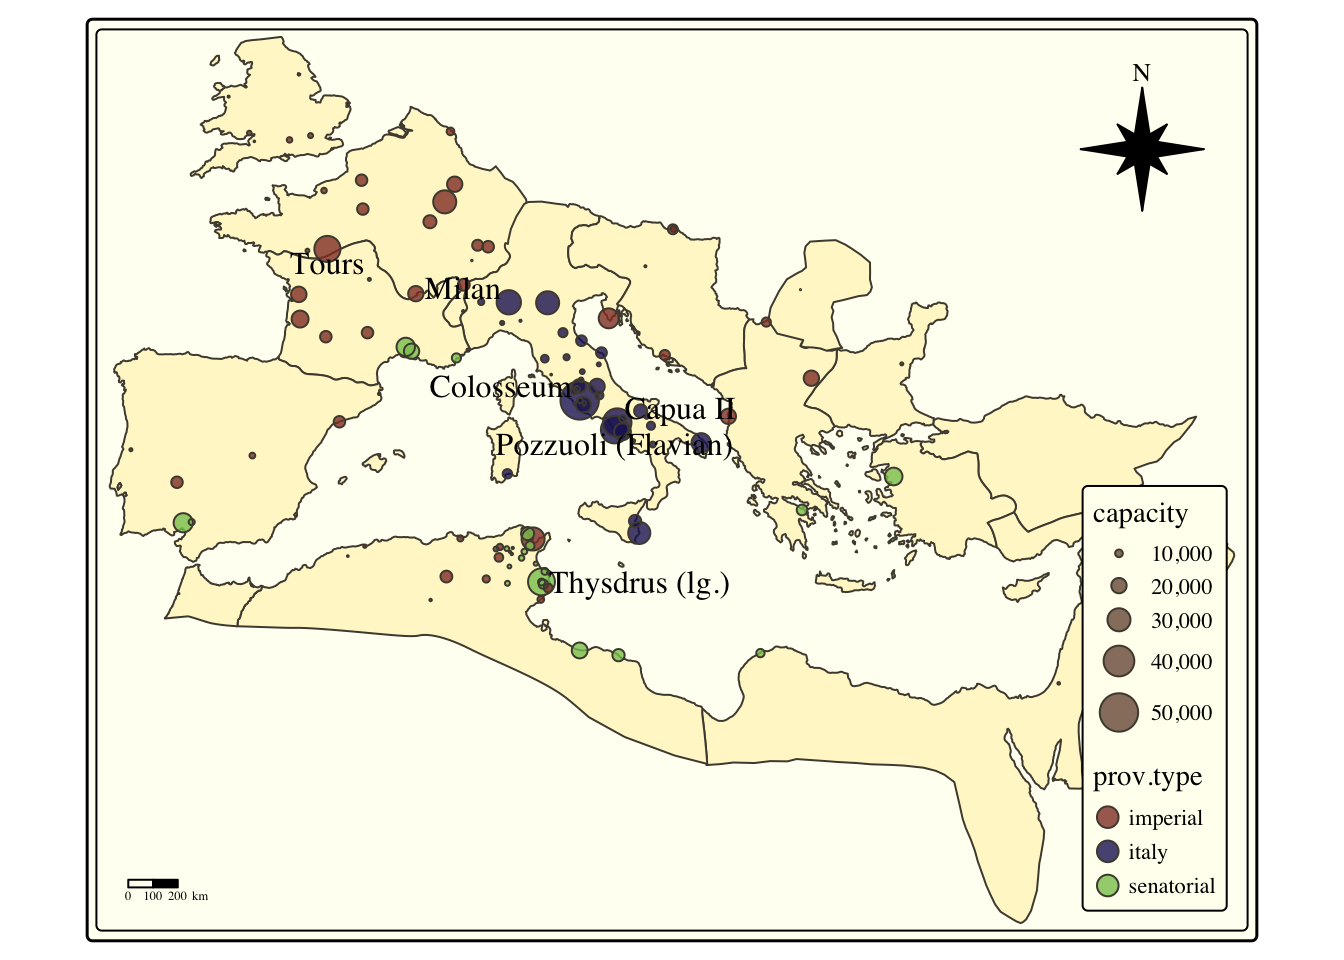 N
Tours
Milan
Colosseum
Capua II
Pozzuoli (Flavian)
Thysdrus (lg.)
capacity
10,000
20,000
30,000
40,000
50,000
prov.type
imperial
italy
senatorial
0 100 200 km